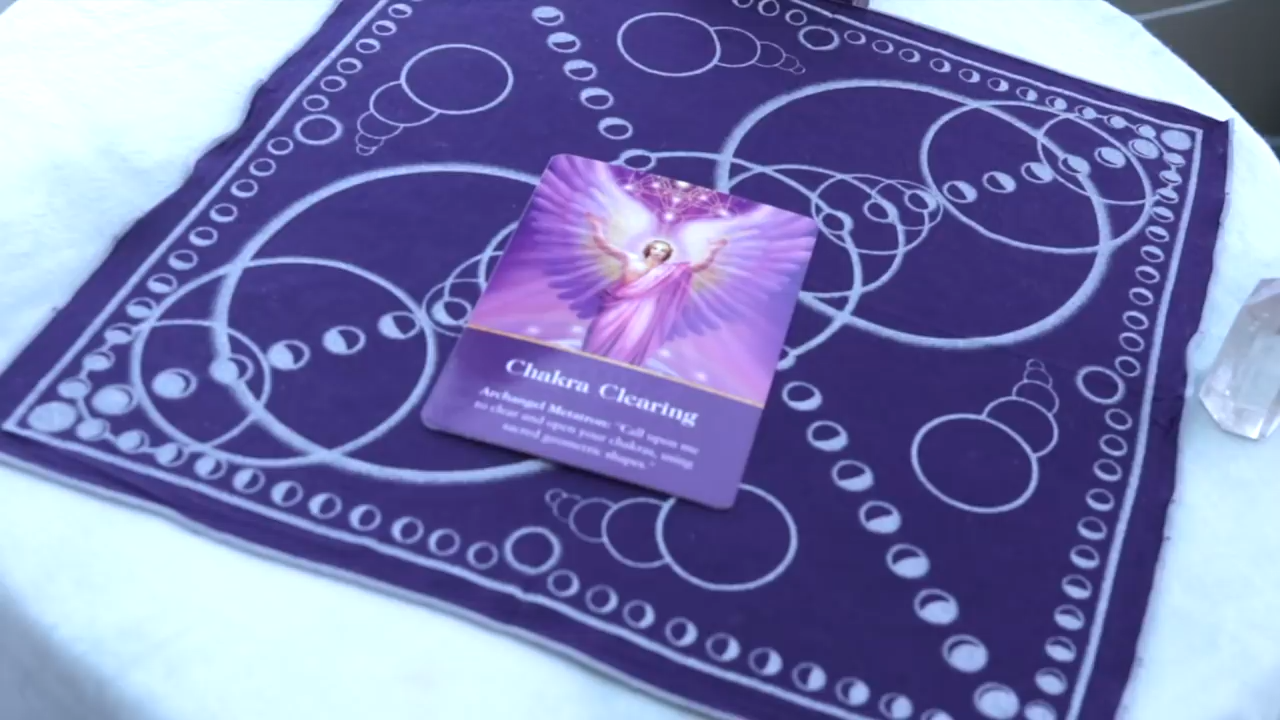 Chakra Clearing
Archangel Metatron: "Call upon me
to clear and open your chakras, using
sacred geometric shapes."